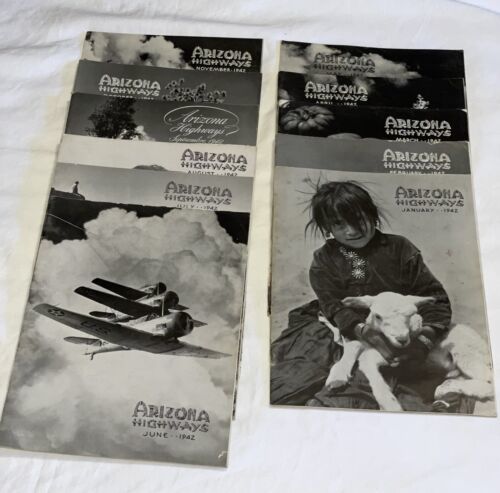 ARIZONA
HIGHWAYS
NOVEMBER · 1942
ARIZONA
HIGHWAYS
Arizona
Highways
September, 1942
ARIZONA
HIGHWAYS
AUGUST · · 1942
ARIZONA
HIGHWAYS
JULY · · 1942
U.S.
ARIZONA
HIGHWAYS
JUNE · · 1942
ARIZONA
HIGHWAYS
ARIZONA
HIGHWAYS
APRIL · · 1942
ARIZONA
HIGHWAYS
MARCH · · 1942
ARIZONA
HIGHWAYS
FEBRUARY · · 1942
ARIZONA
HIGHWAYS
JANUARY · · 1942